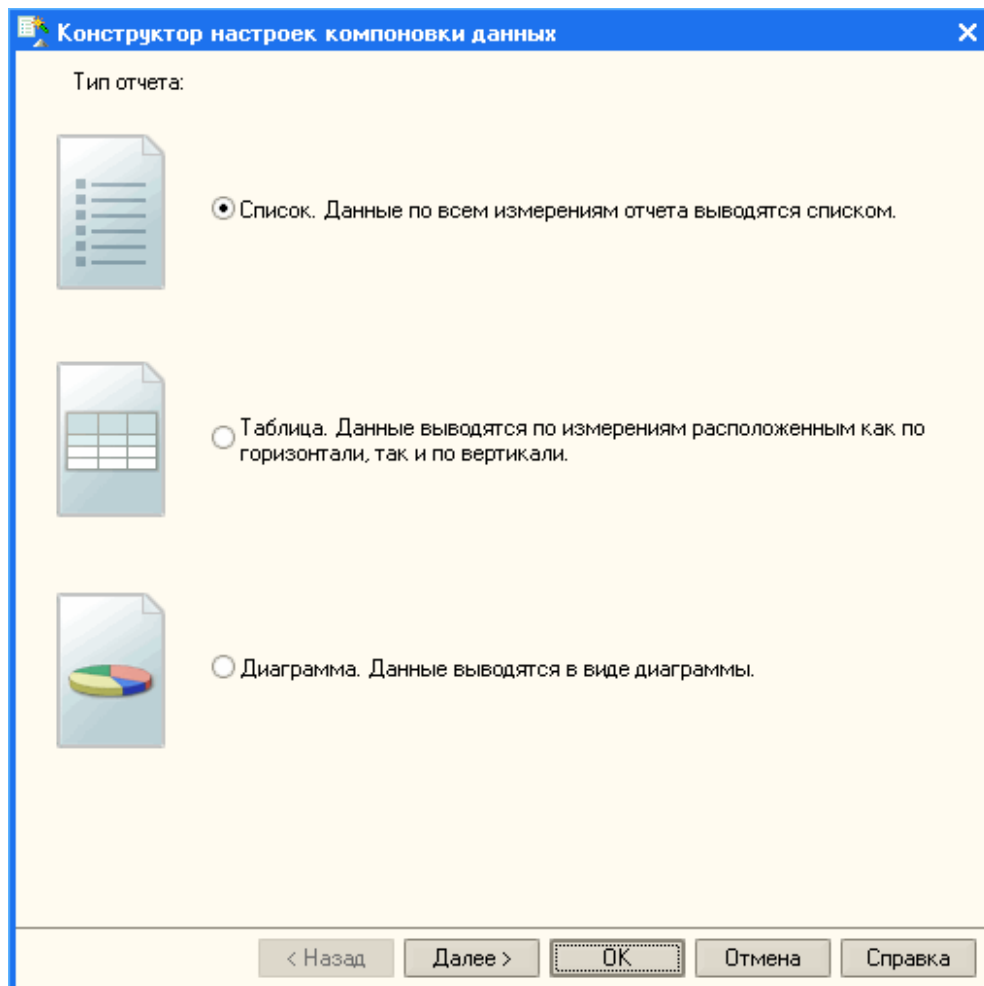 Конструктор настроек компоновки данных
Тип отчета:
Список. Данные по всем измерениям отчета выводятся списком.
Таблица. Данные выводятся по измерениям расположенным как по
горизонтали, так и по вертикали.
Диаграмма. Данные выводятся в виде диаграммы.
< Назад Далее > OK Отмена Справка